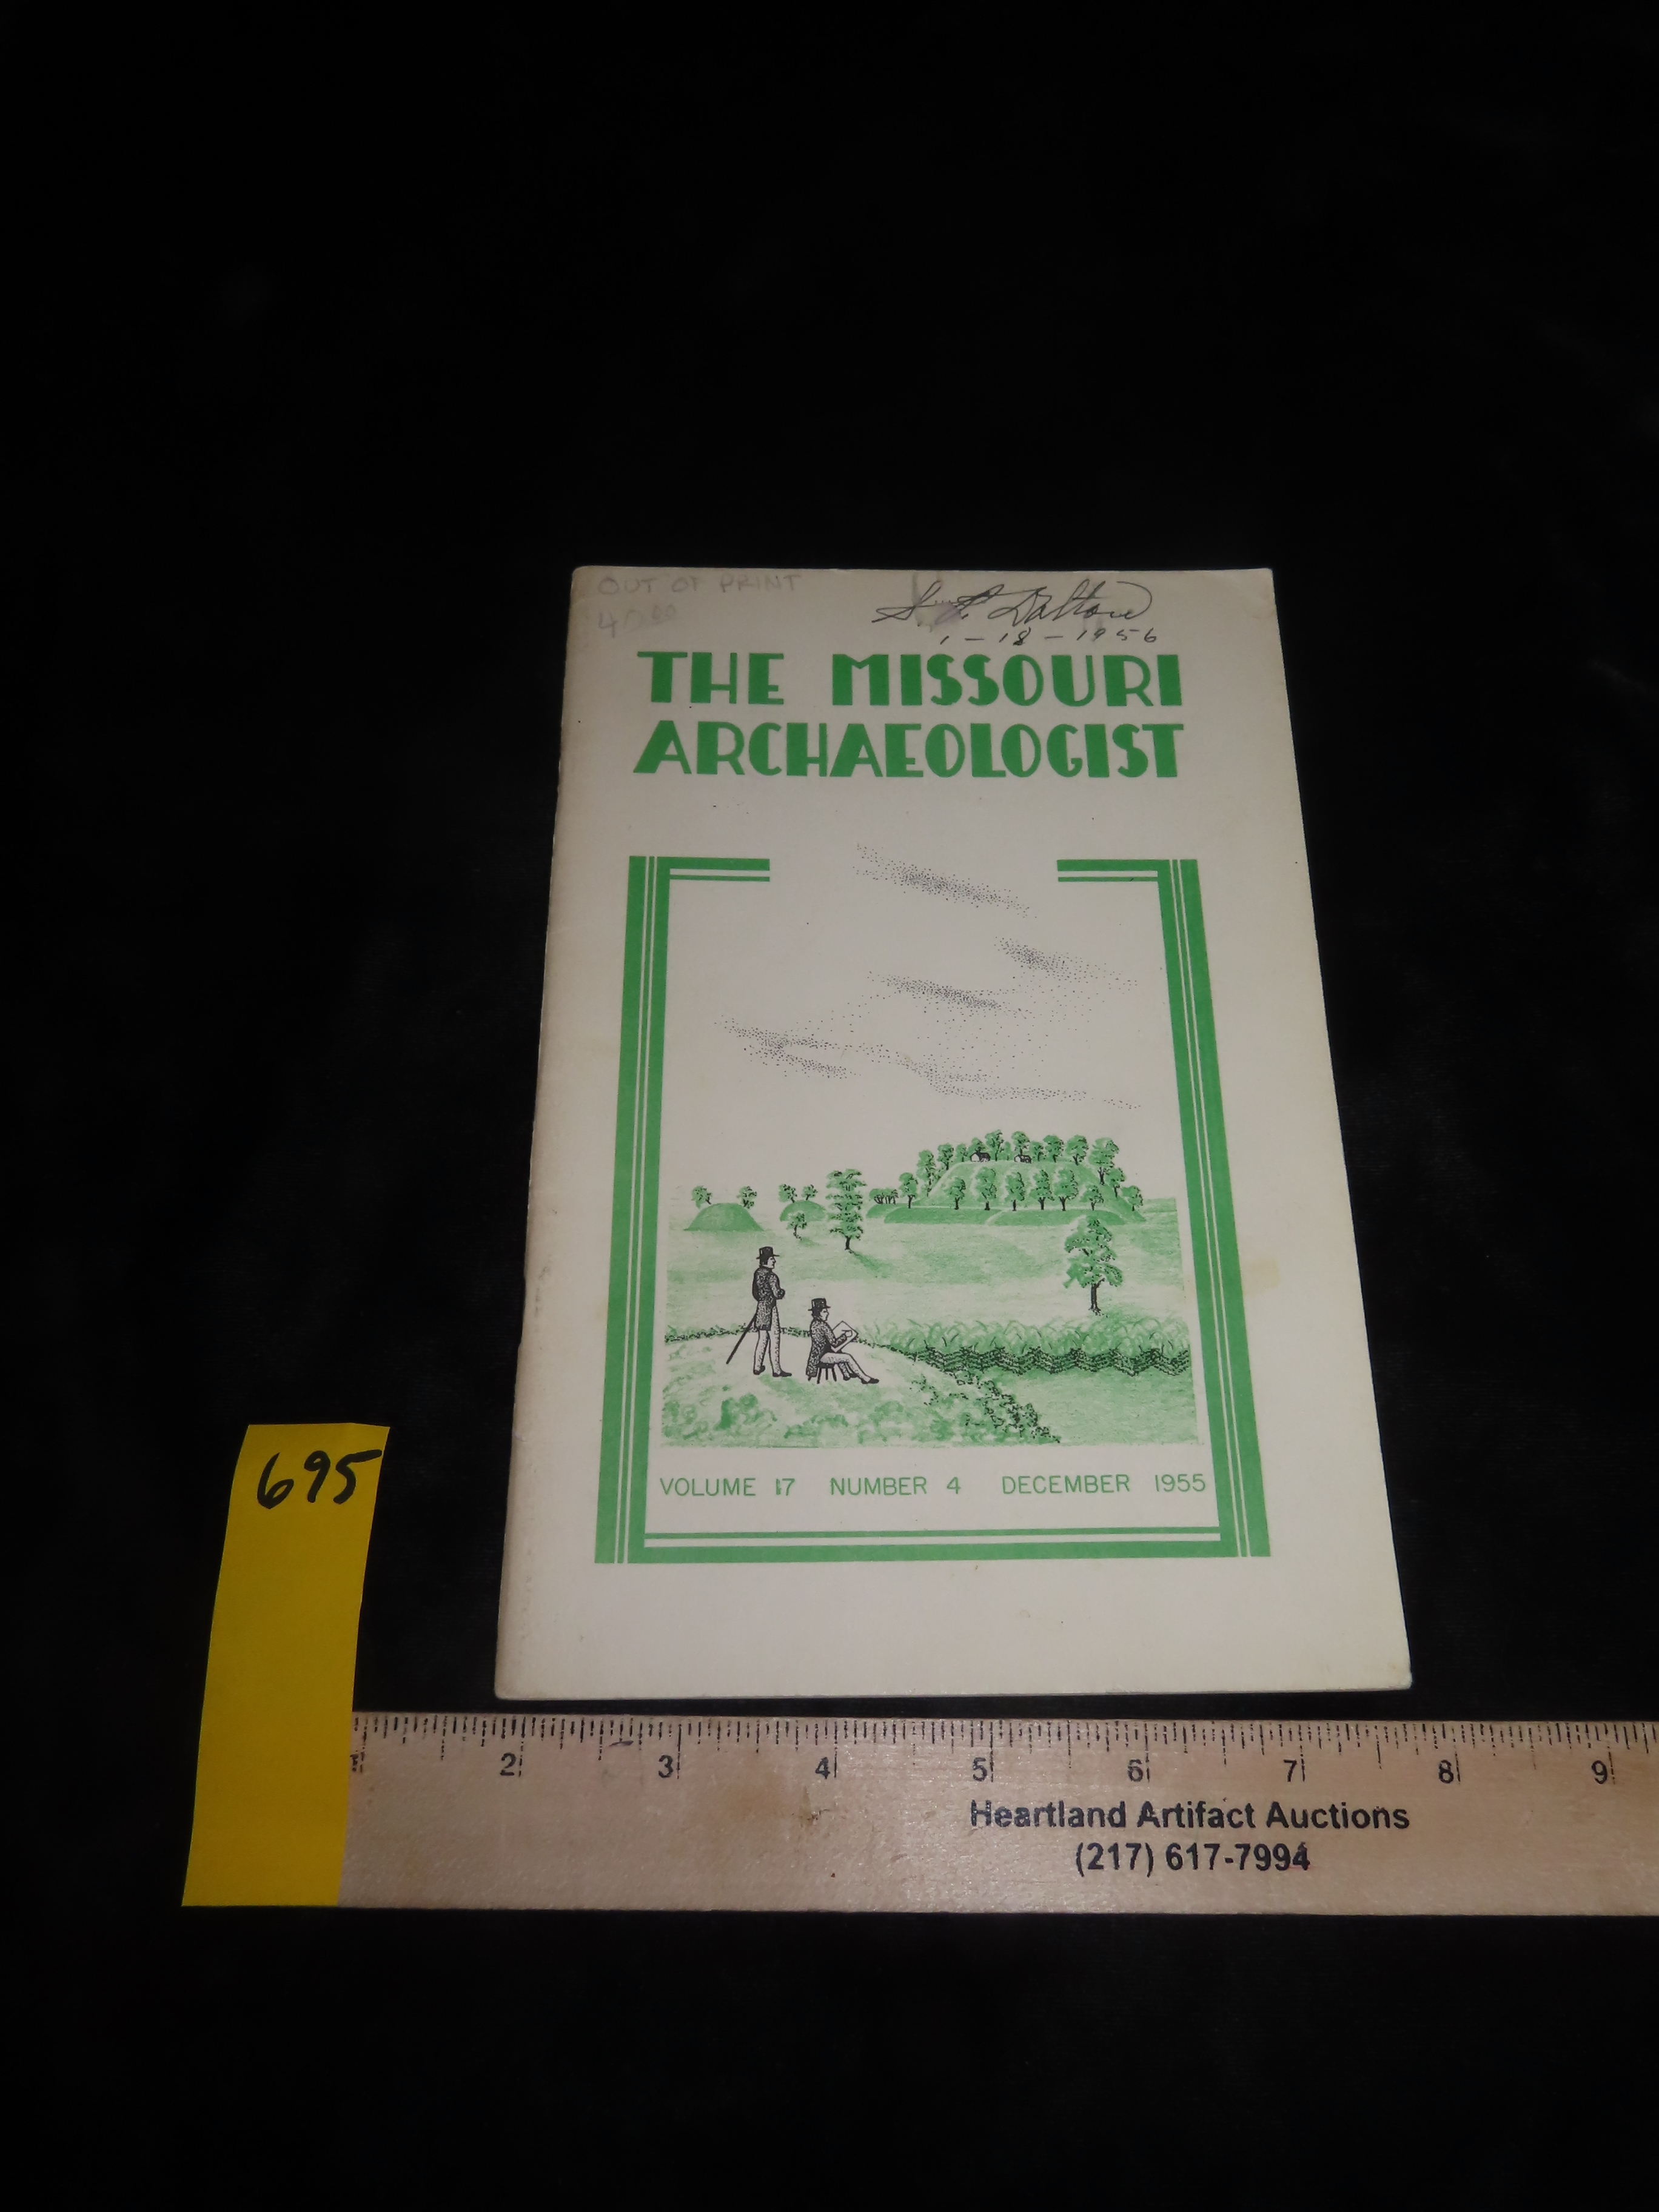 OUT OF PRINT
40.00
S. P. Dalton
1-18-1956
THE MISSOURI
ARCHAEOLOGIST
VOLUME 17 NUMBER 4 DECEMBER 1955
695
2 3 4 5 6 7 8 9
Heartland Artifact Auctions
(217) 617-7994